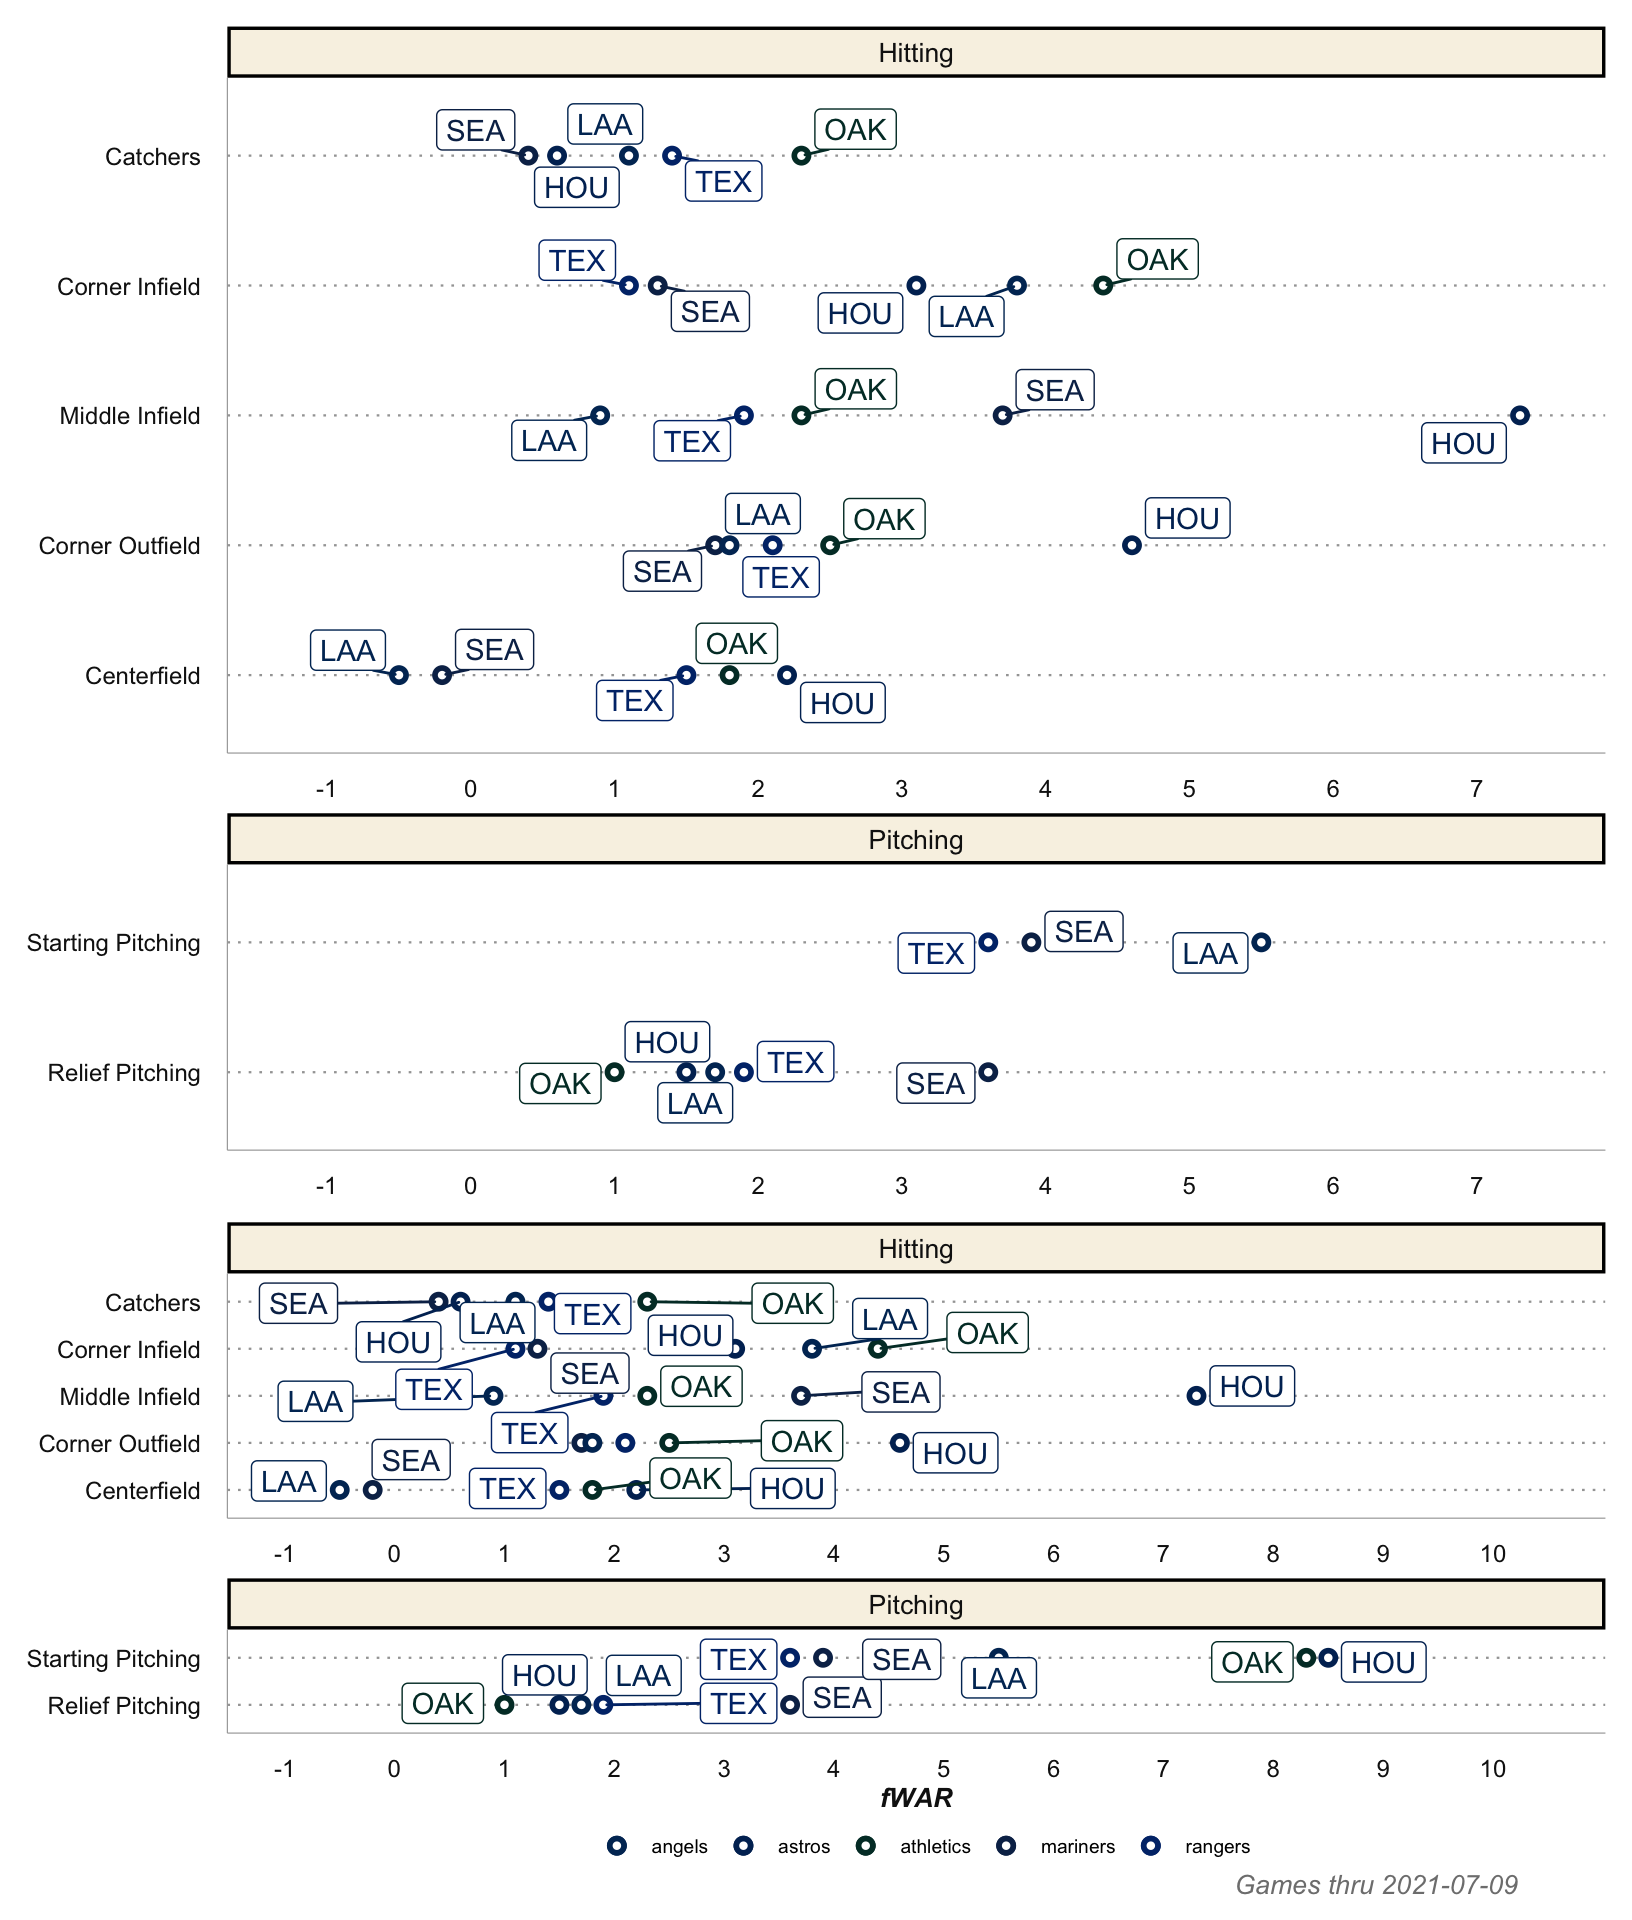 Hitting
SEA LAA OAK
Catchers
HOU TEX
TEX OAK
Corner Infield
SEA HOU LAA
OAK SEA
Middle Infield
LAA TEX HOU
LAA OAK HOU
Corner Outfield
SEA TEX
LAA SEA OAK
Centerfield
TEX HOU
-1 0 1 2 3 4 5 6 7
Pitching
SEA
Starting Pitching
TEX LAA
HOU TEX
Relief Pitching
OAK LAA SEA
-1 0 1 2 3 4 5 6 7
Hitting
Catchers SEA TEX OAK
HOU LAA HOU LAA OAK
Corner Infield
SEA
Middle Infield LAA TEX OAK SEA HOU
TEX
Corner Outfield OAK HOU
SEA
Centerfield LAA TEX OAK HOU
-1 0 1 2 3 4 5 6 7 8 9 10
Pitching
Starting Pitching TEX SEA LAA OAK HOU
HOU LAA
Relief Pitching OAK TEX SEA
-1 0 1 2 3 4 5 6 7 8 9 10
fWAR
angels astros athletics mariners rangers
Games thru 2021-07-09